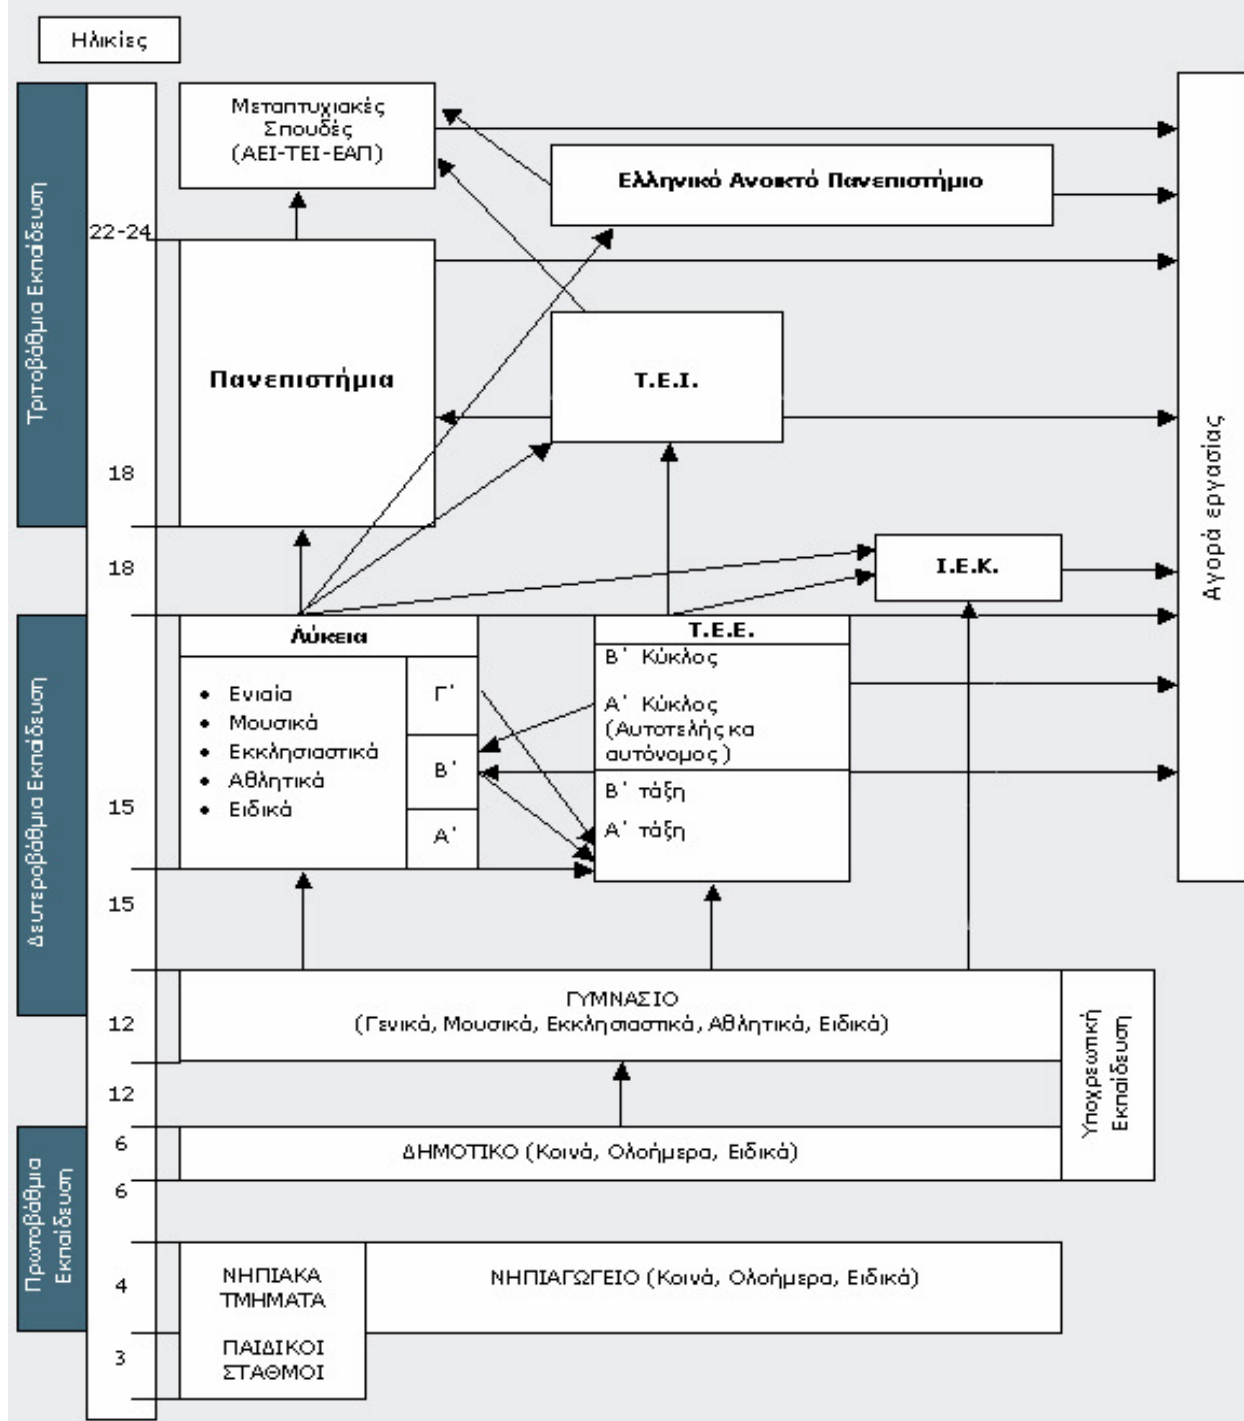 Ηλικίες
Τριτοβάθμια Εκπαίδευση
Δευτεροβάθμια Εκπαίδευση
Πρωτοβάθμια
Εκπαίδευση
22-24
18
18
15
15
12
12
6
6
4
3
Μεταπτυχιακές
Σπουδές
(ΑΕΙ-ΤΕΙ-ΕΑΠ)
Ελληνικό Ανοικτό Πανεπιστήμιο
Πανεπιστήμια
Τ.Ε.Ι.
Ι.Ε.Κ.
Αγορά εργασίας
Λύκεια
• Ενιαία
• Μουσικά
• Εκκλησιαστικά
• Αθλητικά
• Ειδικά
Γ΄
Β΄
Α΄
Τ.Ε.Ε.
Β΄ Κύκλος
Α΄ Κύκλος
(Αυτοτελής κα
αυτόνομος )
Β΄ τάξη
Α΄ τάξη
ΓΥΜΝΑΣΙΟ
(Γενικά, Μουσικά, Εκκλησιαστικά, Αθλητικά, Ειδικά)
Υποχρεωτική
Εκπαίδευση
ΔΗΜΟΤΙΚΟ (Κοινά, Ολοήμερα, Ειδικά)
ΝΗΠΙΑΚΑ
ΤΜΗΜΑΤΑ
ΝΗΠΙΑΓΩΓΕΙΟ (Κοινά, Ολοήμερα, Ειδικά)
ΠΑΙΔΙΚΟΙ
ΣΤΑΘΜΟΙ